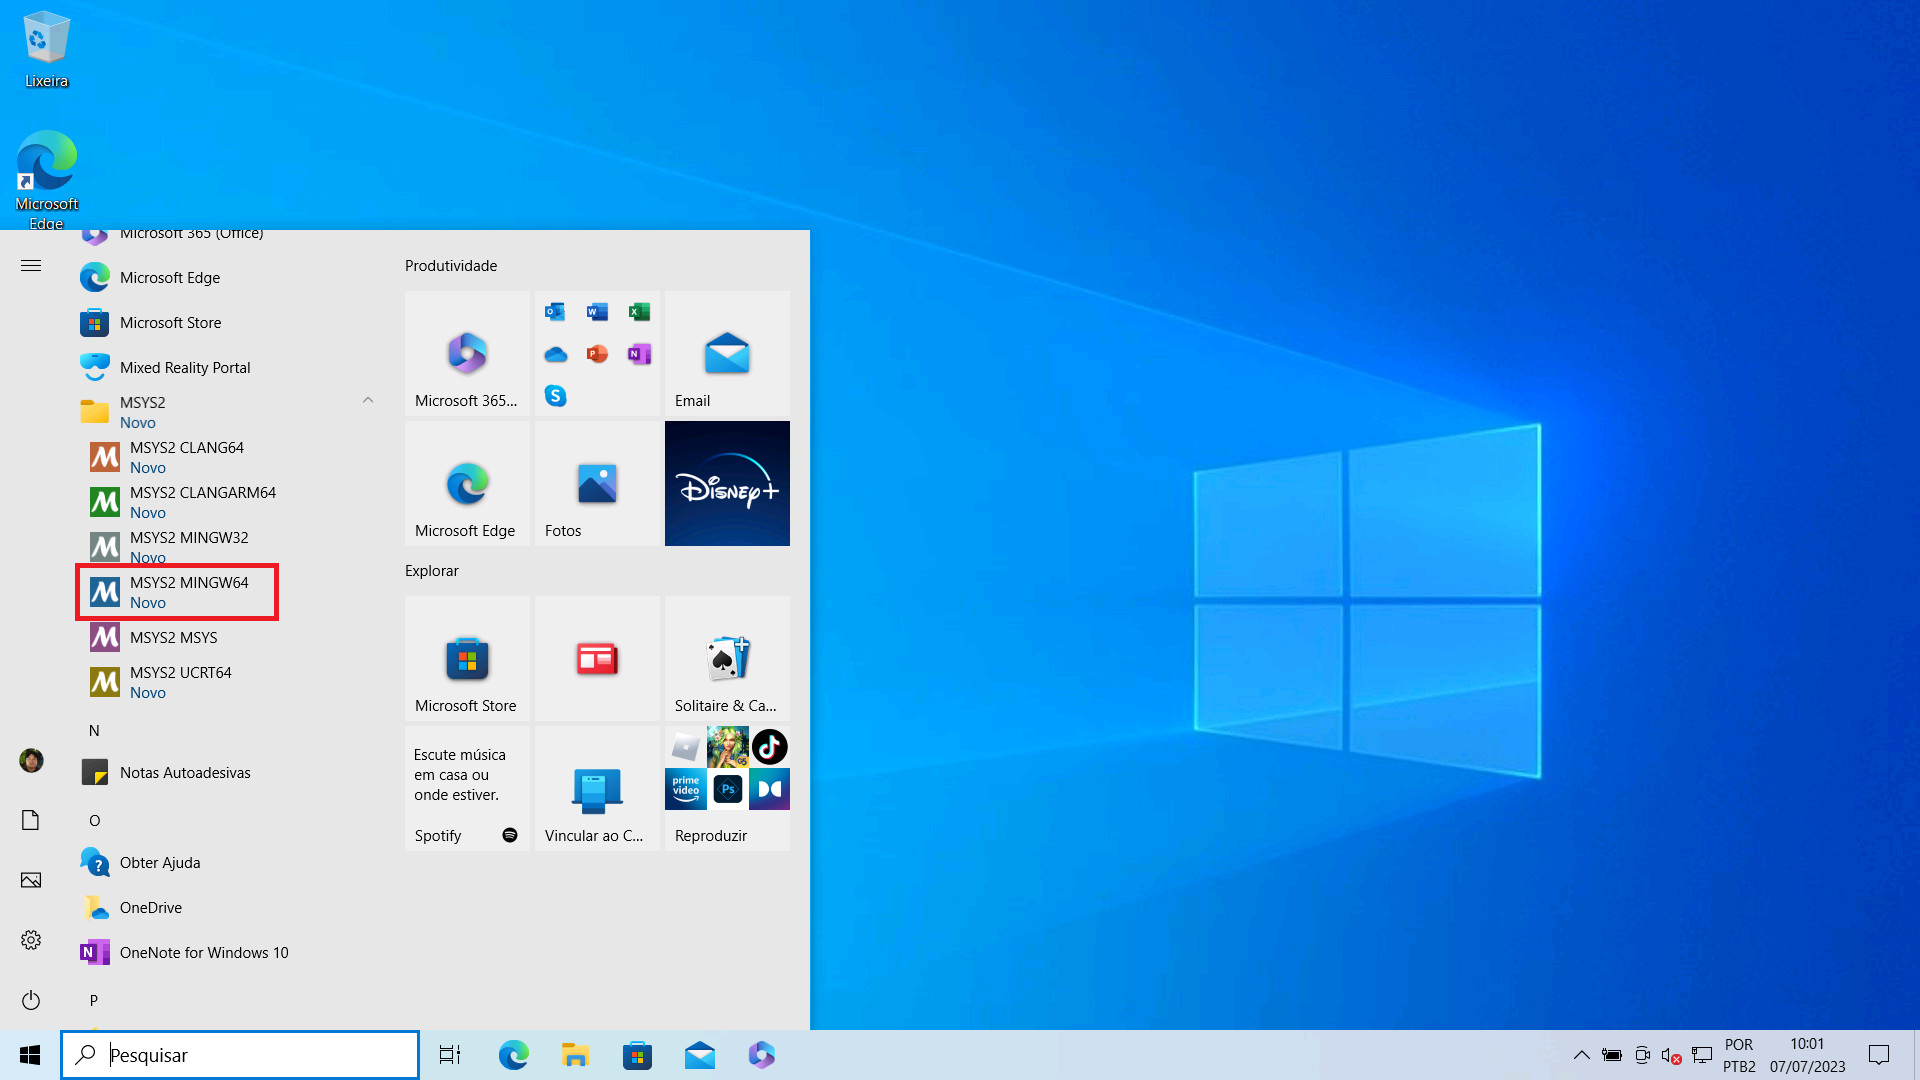 Lixeira
Microsoft
Edge
Microsoft 365 (Office)
Microsoft Edge
Microsoft Store
Mixed Reality Portal
MSYS2
Novo
MSYS2 CLANG64
Novo
MSYS2 CLANGARM64
Novo
MSYS2 MINGW32
Novo
MSYS2 MINGW64
Novo
MSYS2 MSYS
MSYS2 UCRT64
Novo
N
Notas Autoadesivas
O
Obter Ajuda
OneDrive
OneNote for Windows 10
P
Produtividade
Microsoft 365...
Email
Microsoft Edge
Fotos
Disney+
Explorar
Microsoft Store
Solitaire & Ca...
Escute música
em casa ou
onde estiver.
Spotify
Vincular ao C...
prime
video
Ps
G5
Reproduzir
Pesquisar
POR
PTB2
10:01
07/07/2023